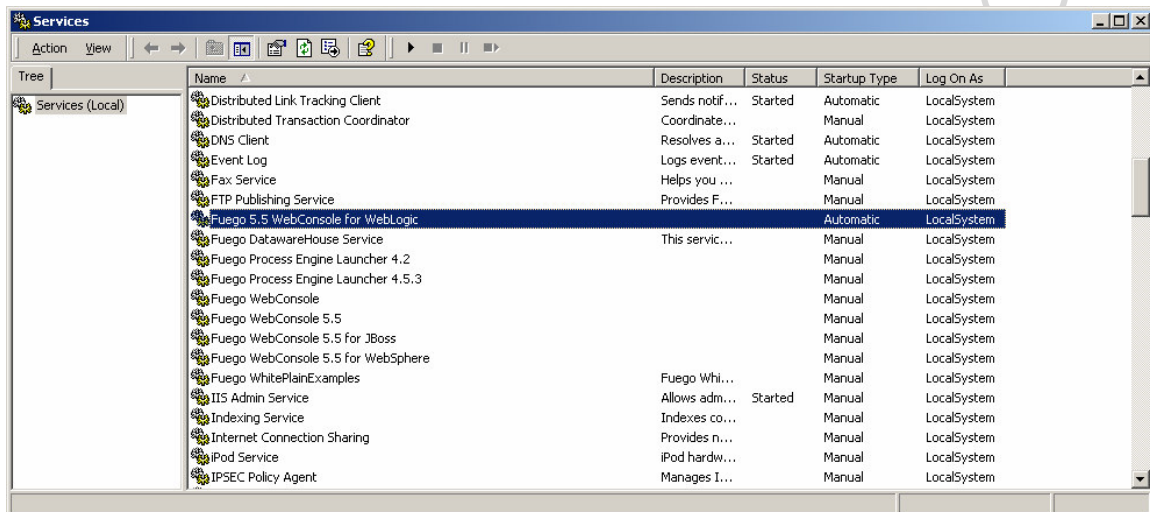 Services
Action View
Tree
Name Description Status Startup Type Log On As
Services (Local)
Distributed Link Tracking Client Sends notif... Started Automatic LocalSystem
Distributed Transaction Coordinator Coordinate... Manual LocalSystem
DNS Client Resolves a... Started Automatic LocalSystem
Event Log Logs event... Started Automatic LocalSystem
Fax Service Helps you ... Manual LocalSystem
FTP Publishing Service Provides F... Manual LocalSystem
Fuego 5.5 WebConsole for WebLogic Automatic LocalSystem
Fuego DatawareHouse Service This servic... Manual LocalSystem
Fuego Process Engine Launcher 4.2 Manual LocalSystem
Fuego Process Engine Launcher 4.5.3 Manual LocalSystem
Fuego WebConsole Manual LocalSystem
Fuego WebConsole 5.5 Manual LocalSystem
Fuego WebConsole 5.5 for JBoss Manual LocalSystem
Fuego WebConsole 5.5 for WebSphere Manual LocalSystem
Fuego WhitePlainExamples Fuego Whi... Manual LocalSystem
IIS Admin Service Allows adm... Started Manual LocalSystem
Indexing Service Indexes co... Manual LocalSystem
Internet Connection Sharing Provides n... Manual LocalSystem
iPod Service iPod hardw... Manual LocalSystem
IPSEC Policy Agent Manages I... Manual LocalSystem